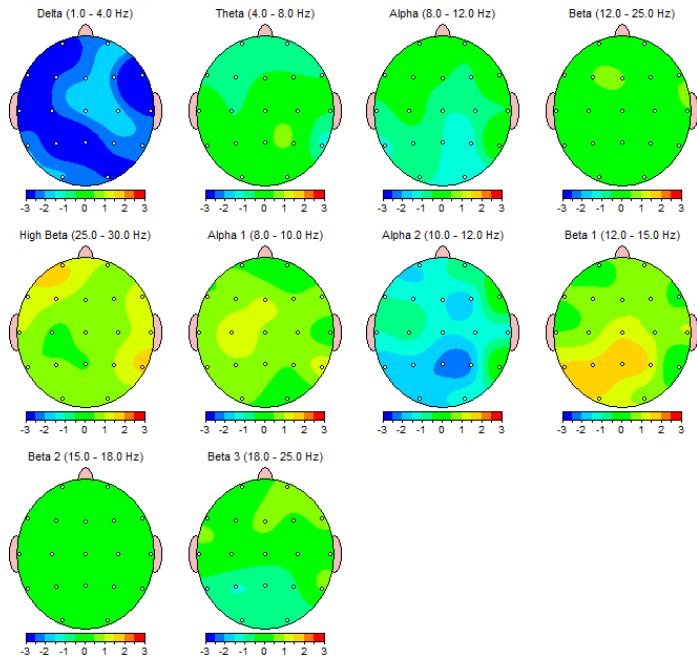 Delta (1.0 - 4.0 Hz) Theta (4.0 - 8.0 Hz) Alpha (8.0 - 12.0 Hz) Beta (12.0 - 25.0 Hz)
-3 -2 -1 0 1 2 3 -3 -2 -1 0 1 2 3 -3 -2 -1 0 1 2 3 -3 -2 -1 0 1 2 3
High Beta (25.0 - 30.0 Hz) Alpha 1 (8.0 - 10.0 Hz) Alpha 2 (10.0 - 12.0 Hz) Beta 1 (12.0 - 15.0 Hz)
-3 -2 -1 0 1 2 3 -3 -2 -1 0 1 2 3 -3 -2 -1 0 1 2 3 -3 -2 -1 0 1 2 3
Beta 2 (15.0 - 18.0 Hz) Beta 3 (18.0 - 25.0 Hz)
-3 -2 -1 0 1 2 3 -3 -2 -1 0 1 2 3